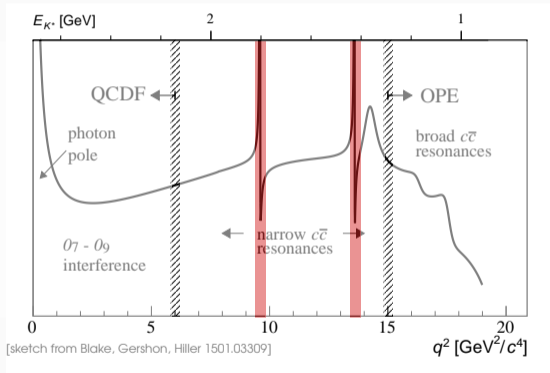 E_K* [GeV]
2
1
QCDF
OPE
photon
pole
broad cc̅
resonances
narrow cc̅
resonances
O₇ - O₉
interference
0
5
10
15
20
[sketch from Blake, Gershon, Hiller 1501.03309]
q² [GeV²/c⁴]